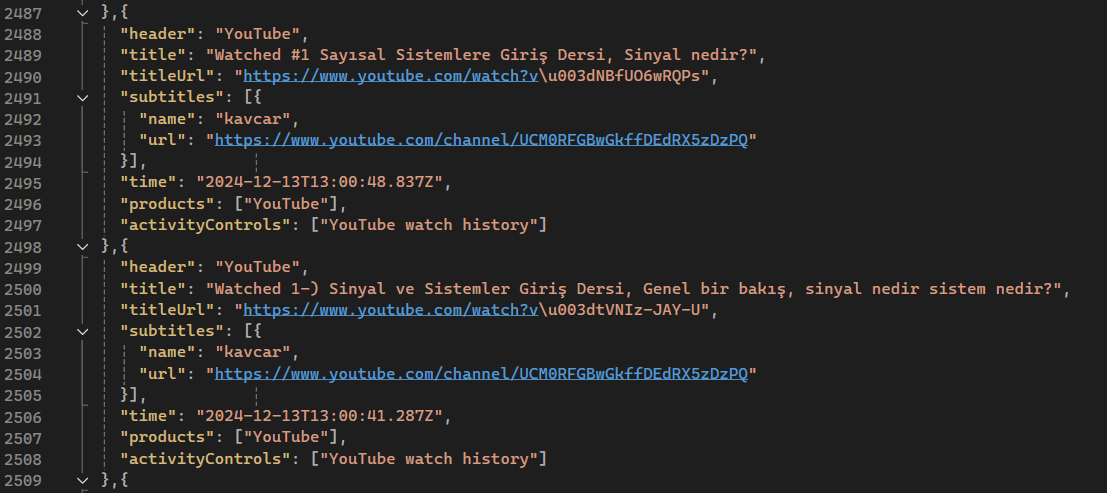 2487 },{
2488 "header": "YouTube",
2489 "title": "Watched #1 Sayısal Sistemlere Giriş Dersi, Sinyal nedir?",
2490 "titleUrl": "https://www.youtube.com/watch?v\u003dNBfUO6wRQPs",
2491 "subtitles": [{
2492 "name": "kavcar",
2493 "url": "https://www.youtube.com/channel/UCM0RFGBwGkffDEdRX5zDzPQ"
2494 }],
2495 "time": "2024-12-13T13:00:48.837Z",
2496 "products": ["YouTube"],
2497 "activityControls": ["YouTube watch history"]
2498 },{
2499 "header": "YouTube",
2500 "title": "Watched 1-) Sinyal ve Sistemler Giriş Dersi, Genel bir bakış, sinyal nedir sistem nedir?",
2501 "titleUrl": "https://www.youtube.com/watch?v\u003dtVNIz-JAY-U",
2502 "subtitles": [{
2503 "name": "kavcar",
2504 "url": "https://www.youtube.com/channel/UCM0RFGBwGkffDEdRX5zDzPQ"
2505 }],
2506 "time": "2024-12-13T13:00:41.287Z",
2507 "products": ["YouTube"],
2508 "activityControls": ["YouTube watch history"]
2509 },{